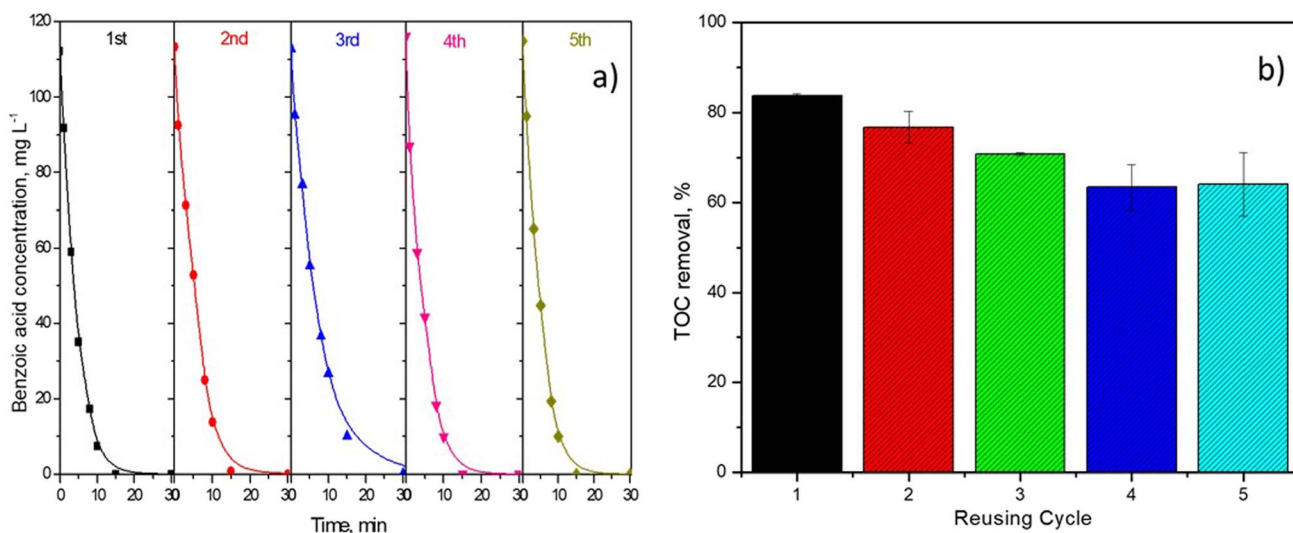 120
100
80
60
40
20
0
Benzoic acid concentration, mg L⁻¹
1st
2nd
3rd
4th
5th
a)
0 10 20 30 10 20 30 10 20 30 10 20 30 10 20 30
Time, min
100
80
60
40
20
0
TOC removal, %
b)
1 2 3 4 5
Reusing Cycle